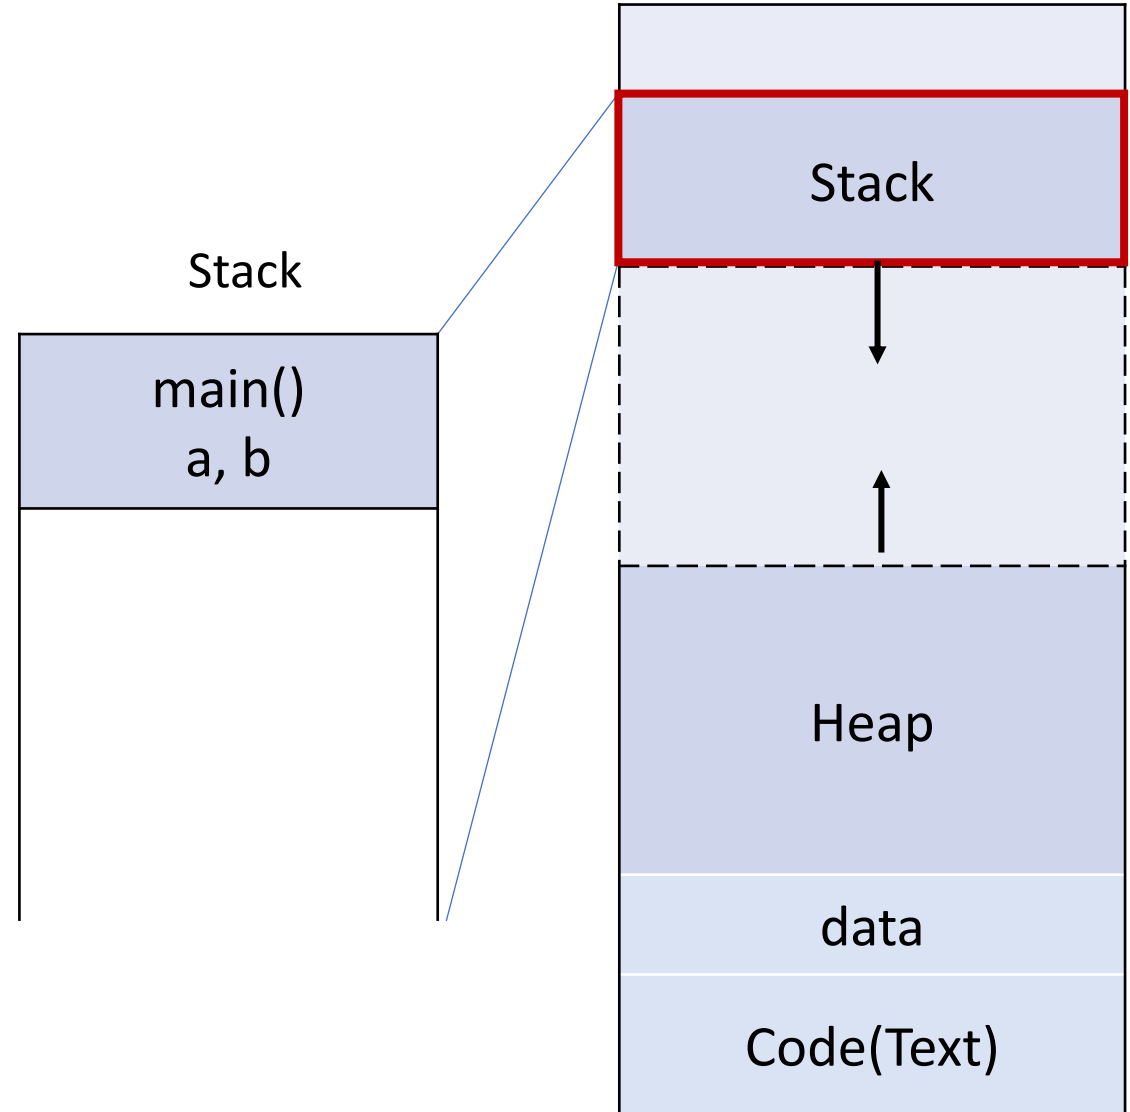 Stack
main()
a, b
Stack
Heap
data
Code(Text)